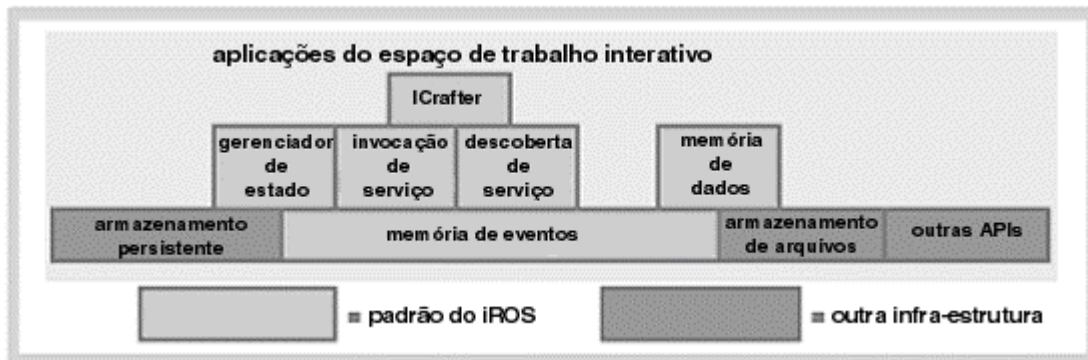 aplicações do espaço de trabalho interativo
ICrafter
gerenciador
de
estado
invocação
de
serviço
descoberta
de
serviço
memória
de
dados
armazenamento
persistente
memória de eventos
armazenamento
de arquivos
outras APIs
= padrão do iROS
= outra infra-estrutura